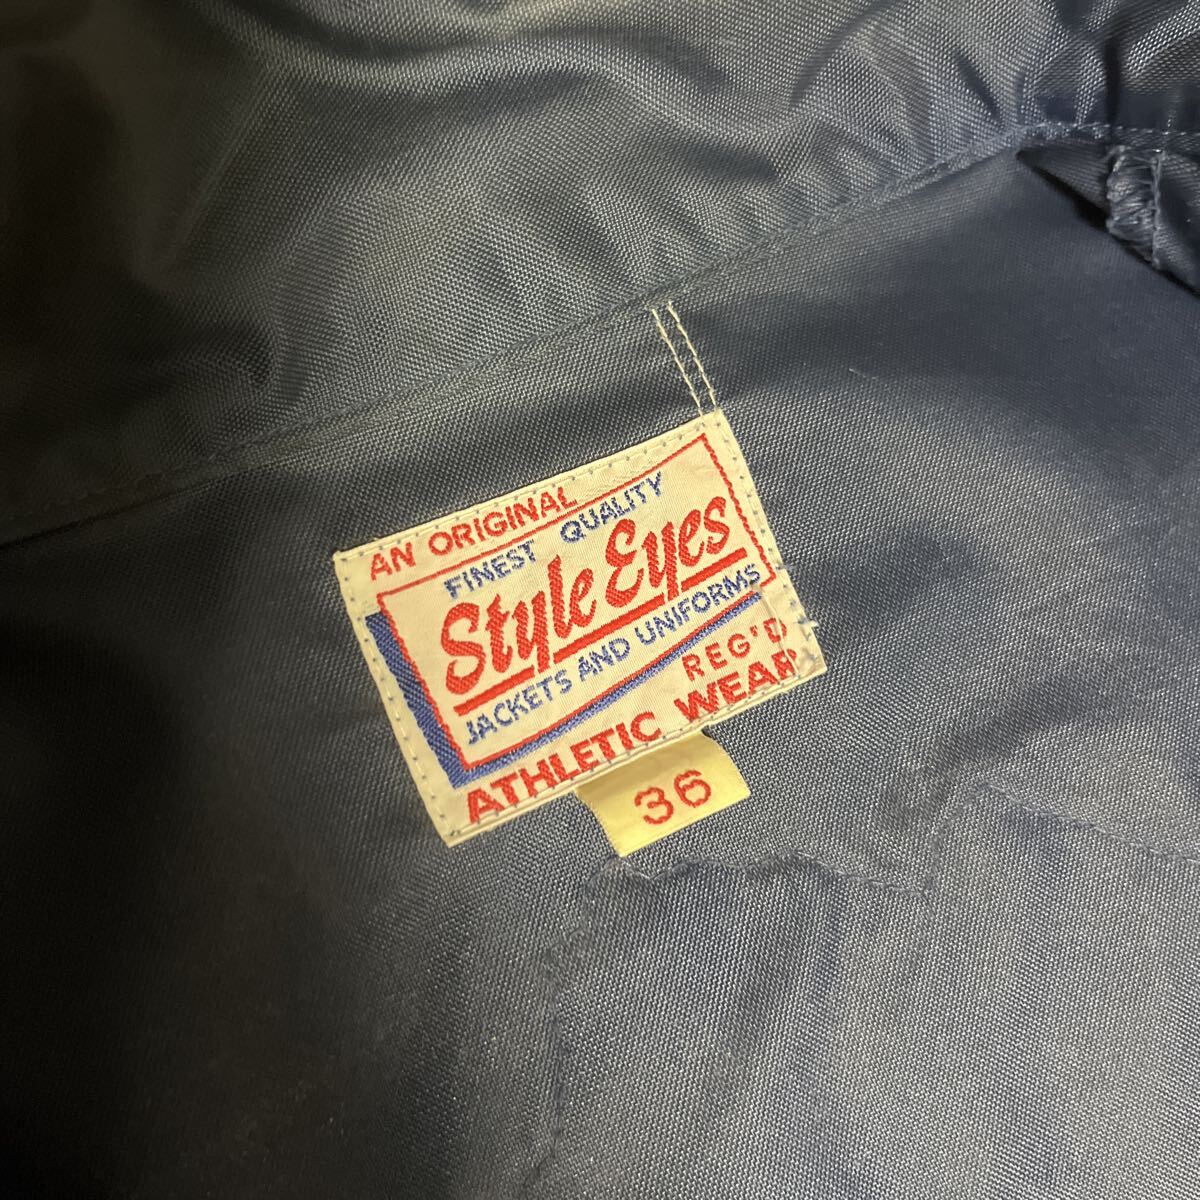 AN ORIGINAL
FINEST QUALITY
Style Eyes
JACKETS AND UNIFORMS
REG'D
ATHLETIC WEAR
36